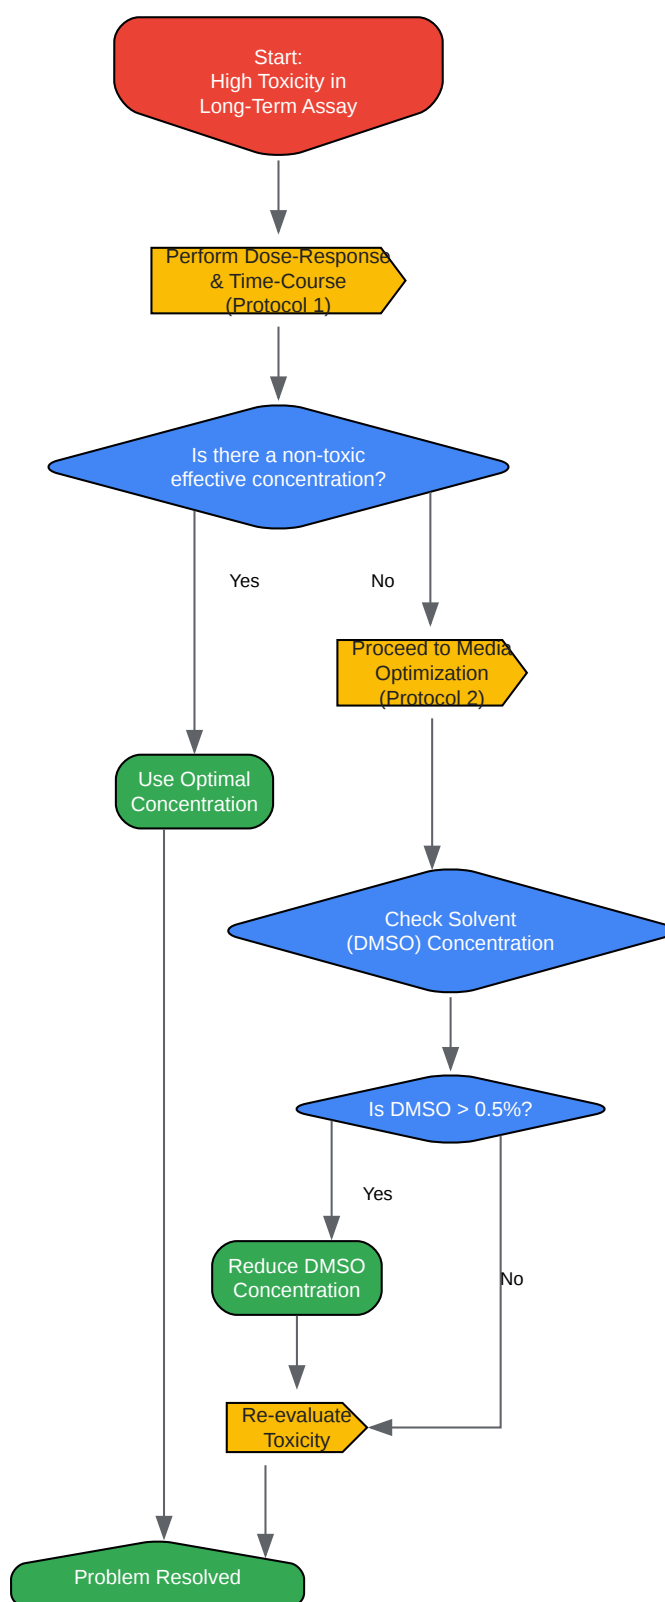 Start:
High Toxicity in
Long-Term Assay
Perform Dose-Response
& Time-Course
(Protocol 1)
Is there a non-toxic
effective concentration?
Yes
No
Proceed to Media
Optimization
(Protocol 2)
Use Optimal
Concentration
Check Solvent
(DMSO) Concentration
Is DMSO > 0.5%?
Yes
Reduce DMSO
Concentration
No
Re-evaluate
Toxicity
Problem Resolved